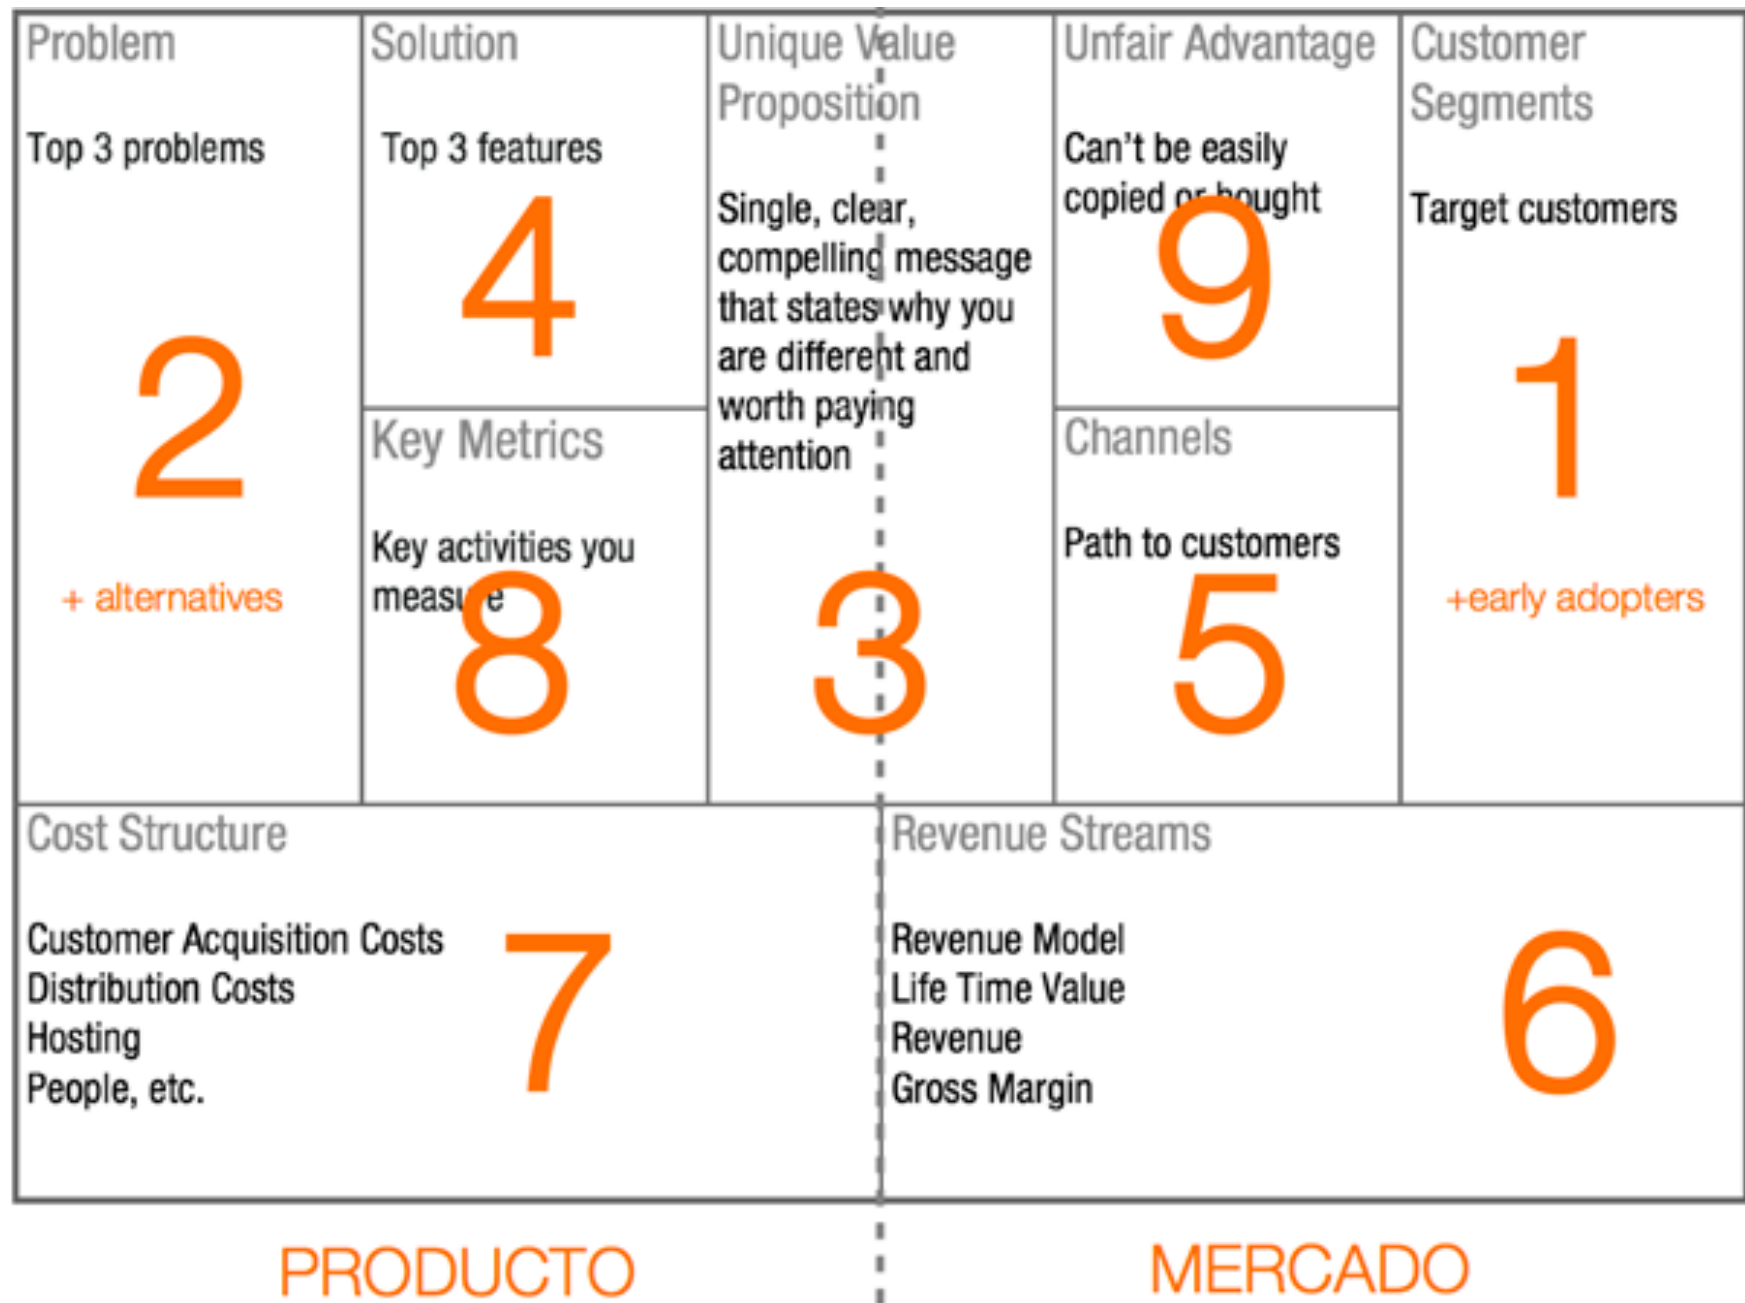 Problem
Top 3 problems
2
+ alternatives
Solution
Top 3 features
4
Key Metrics
Key activities you
measure
8
Unique Value
Proposition
Single, clear,
compelling message
that states why you
are different and
worth paying
attention
3
Unfair Advantage
Can't be easily
copied or bought
9
Channels
Path to customers
5
Customer
Segments
Target customers
1
+early adopters
Cost Structure
Customer Acquisition Costs
Distribution Costs
Hosting
People, etc.
7
Revenue Streams
Revenue Model
Life Time Value
Revenue
Gross Margin
6
PRODUCTO
MERCADO